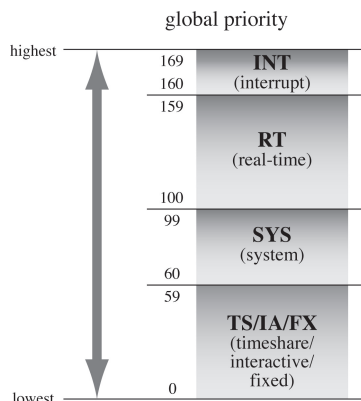 global priority
highest
169
INT
160
(interrupt)
159
RT
(real-time)
100
99
SYS
(system)
60
59
TS/IA/FX
(timeshare/
interactive/
fixed)
0
lowest